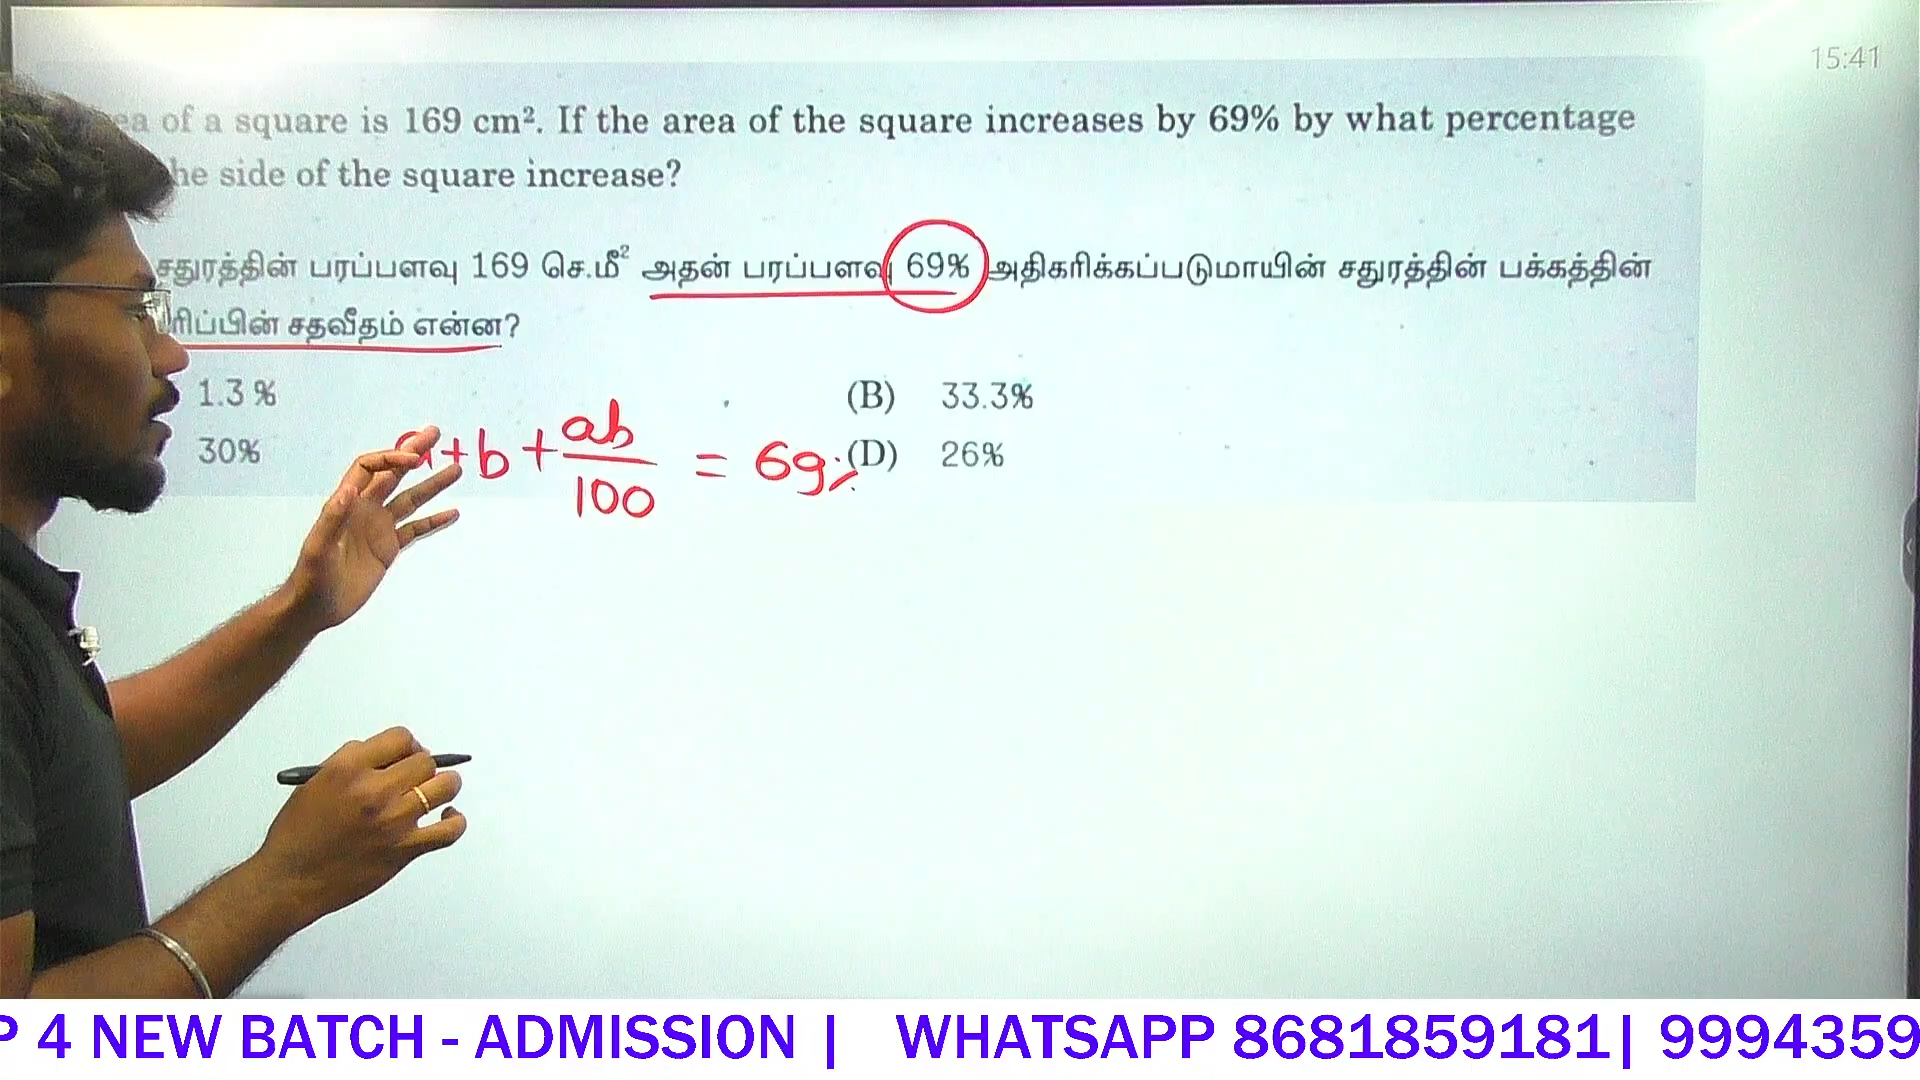 15:41
of a square is 169 cm². If the area of the square increases by 69% by what percentage
side of the square increase?
சதுரத்தின் பரப்பளவு 169 செ.மீ² அதன் பரப்பளவு 69% அதிகரிக்கப்படுமாயின் சதுரத்தின் பக்கத்தின்
சதவீதம் என்ன?
1.3 % (B) 33.3%
30% (D) 26%
a+b+ab/100 = 69%
4 NEW BATCH - ADMISSION | WHATSAPP 8681859181| 9994359